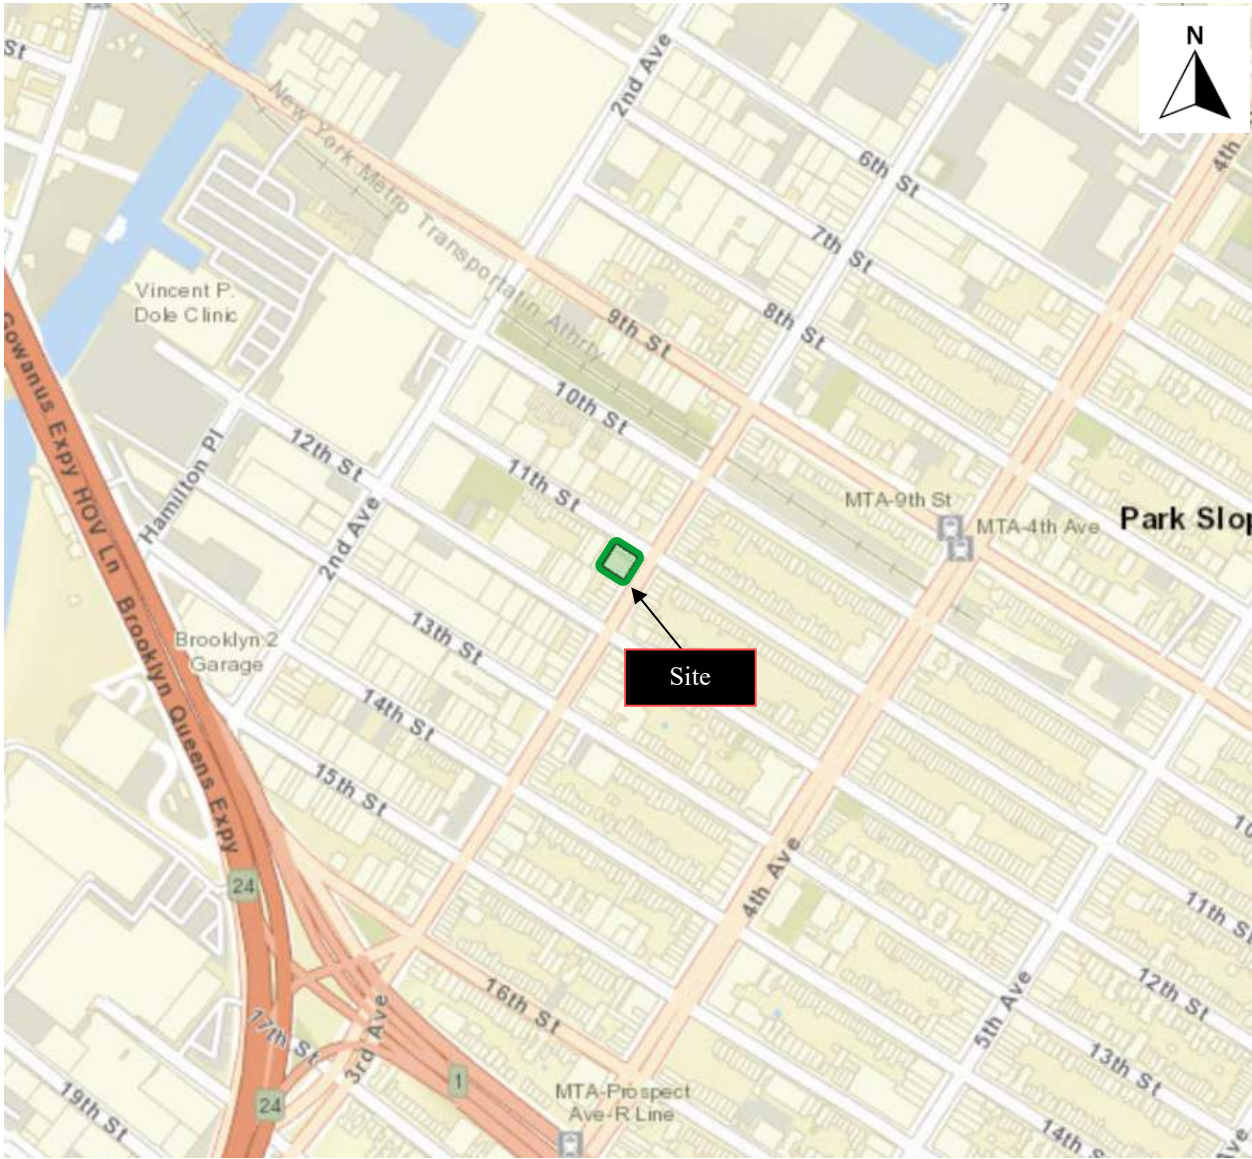 N
St
2nd Ave
4th
New York Metro Transportatin Athrty
6th St
7th St
Vincent P.
Dole Clinic
8th St
9th St
10th St
Gowanus Expy HOV Ln
12th St
11th St
Hamilton Pl
MTA-9th St
MTA-4th Ave
Park Slop
2nd Ave
Brooklyn 2
Garage
13th St
Site
Brooklyn Queens Expy
14th St
15th St
10
4th Ave
24
11th St
16th St
12th St
5th Ave
17th St
3rd Ave
13th St
1
MTA-Prospect
Ave-R Line
24
19th St
14th S
Ave